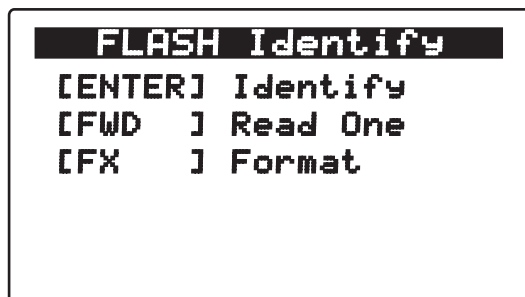 FLASH Identify
[ENTER] Identify
[FWD  ] Read One
[FX   ] Format